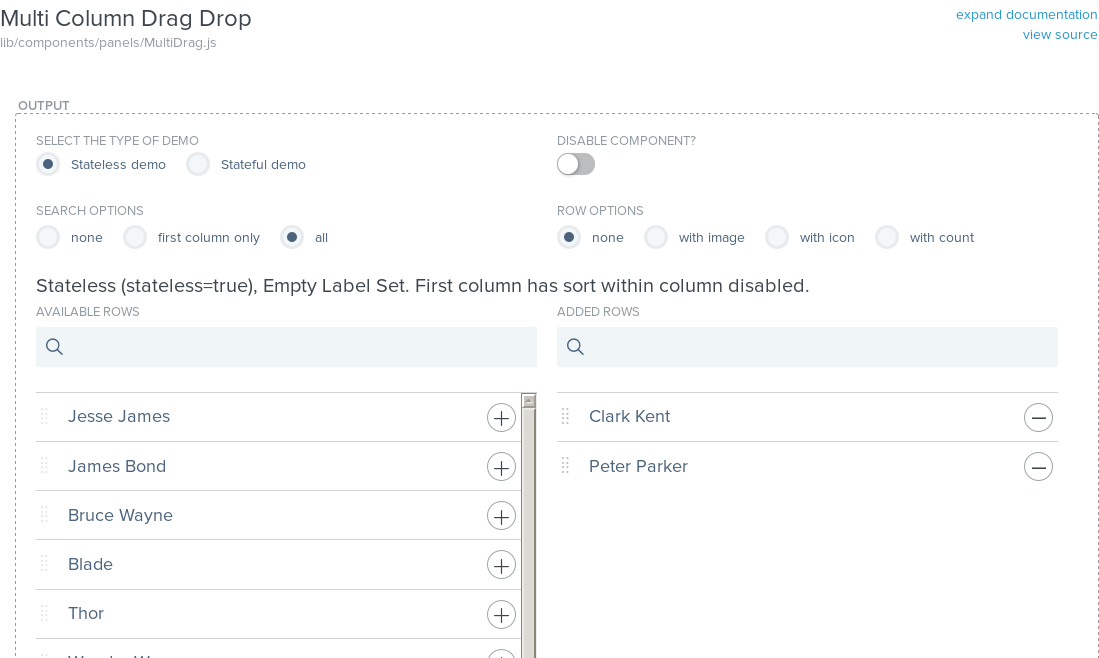 Multi Column Drag Drop
expand documentation
lib/components/panels/MultiDrag.js
view source
OUTPUT
SELECT THE TYPE OF DEMO
DISABLE COMPONENT?
Stateless demo
Stateful demo
SEARCH OPTIONS
ROW OPTIONS
none
first column only
all
none
with image
with icon
with count
Stateless (stateless=true), Empty Label Set. First column has sort within column disabled.
AVAILABLE ROWS
ADDED ROWS
Jesse James
Clark Kent
James Bond
Peter Parker
Bruce Wayne
Blade
Thor